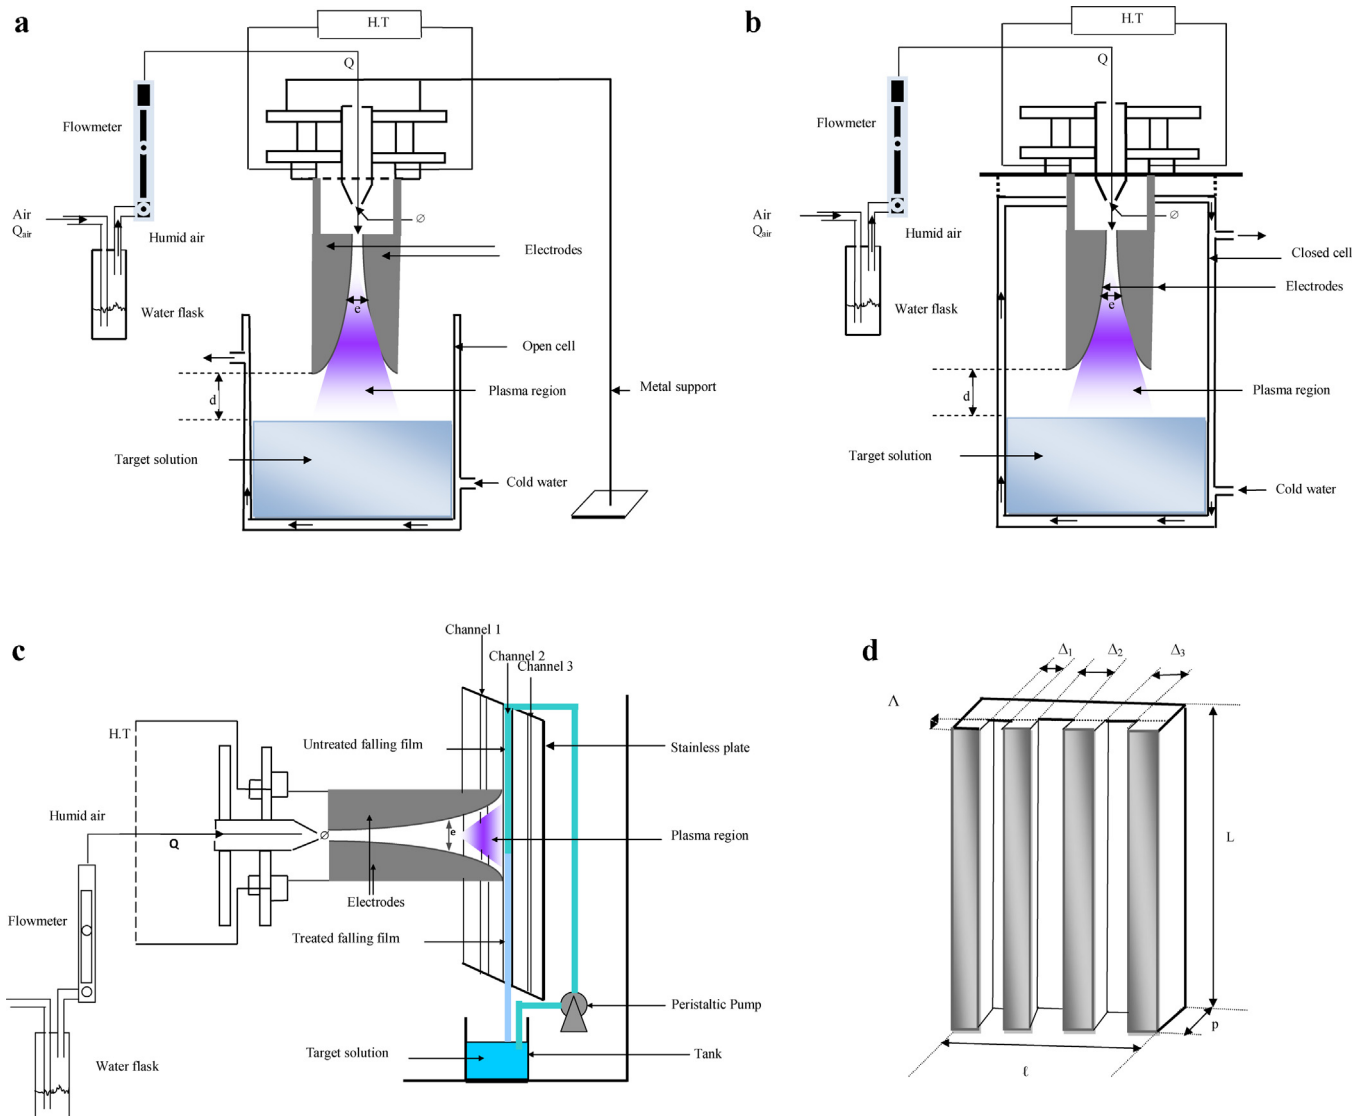 a
H.T
Q
Flowmeter
Air
Qair
Humid air
Ø
Electrodes
Water flask
e
Open cell
d
Plasma region
Metal support
Target solution
Cold water
b
H.T
Q
Flowmeter
Air
Qair
Humid air
Ø
Closed cell
Electrodes
Water flask
e
d
Plasma region
Target solution
Cold water
c
Channel 1
Channel 2
Channel 3
H.T
Untreated falling film
Stainless plate
Humid air
Q
Ø
e
Plasma region
Electrodes
Flowmeter
Treated falling film
Peristaltic Pump
Target solution
Tank
Water flask
d
Δ1
Δ2
Δ3
Λ
L
p
ℓ